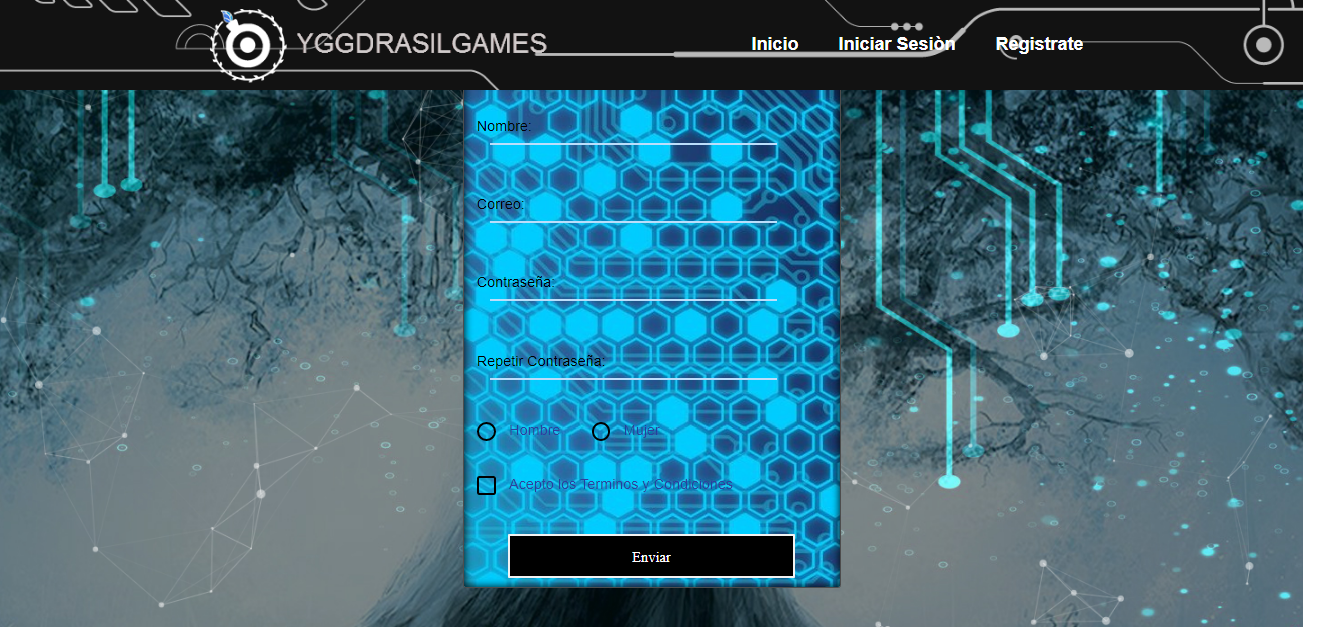 YGGDRASILGAMES
Inicio Iniciar Sesiòn Registrate
Nombre:
Correo:
Contraseña:
Repetir Contraseña:
Hombre Mujer
Acepto los Terminos y Condiciones
Enviar